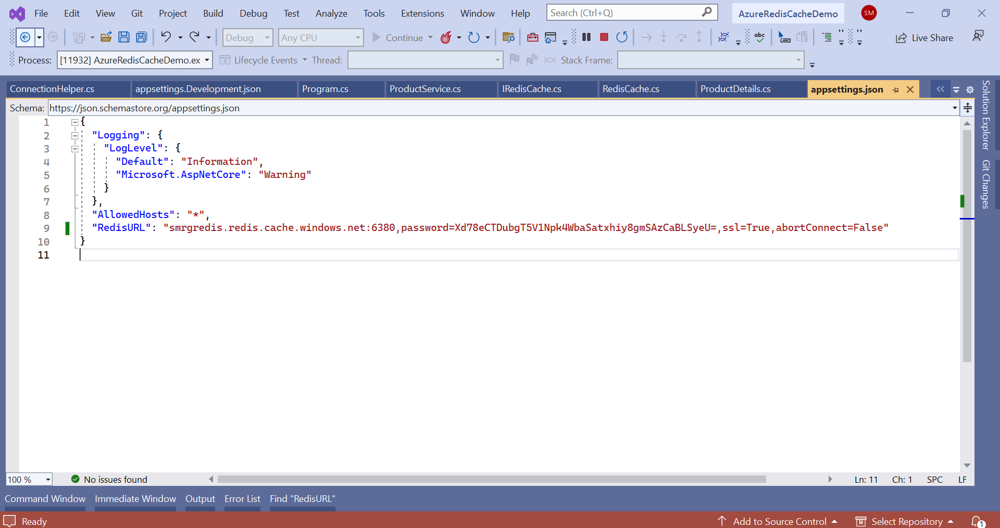 File Edit View Git Project Build Debug Test Analyze Tools Extensions Window Help Search (Ctrl+Q) AzureRedisCacheDemo SM
Debug Any CPU Continue abc Live Share
Process: [11932] AzureRedisCacheDemo.ex Lifecycle Events Thread: Stack Frame:
ConnectionHelper.cs appsettings.Development.json Program.cs ProductService.cs IRedisCache.cs RedisCache.cs ProductDetails.cs appsettings.json
Schema: https://json.schemastore.org/appsettings.json
1 {
2 "Logging": {
3 "LogLevel": {
4 "Default": "Information",
5 "Microsoft.AspNetCore": "Warning"
6 }
7 },
8 "AllowedHosts": "*",
9 "RedisURL": "smrgredis.redis.cache.windows.net:6380,password=Xd78eCTDubgT5V1Npk4WbaSatxhiy8gmSAzCaBLSyeU=,ssl=True,abortConnect=False"
10 }
11
Solution Explorer
Git Changes
100 % No issues found Ln: 11 Ch: 1 SPC LF
Command Window Immediate Window Output Error List Find "RedisURL"
Ready Add to Source Control Select Repository 1